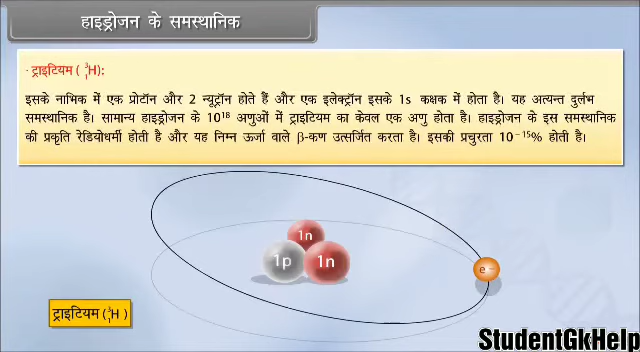 हाइड्रोजन के समस्थानिक
· ट्राइटियम ( ³₁H):
इसके नाभिक में एक प्रोटॉन और 2 न्यूट्रॉन होते हैं और एक इलेक्ट्रॉन इसके 1s कक्षक में होता है। यह अत्यन्त दुर्लभ
समस्थानिक है। सामान्य हाइड्रोजन के 10¹⁸ अणुओं में ट्राइटियम का केवल एक अणु होता है। हाइड्रोजन के इस समस्थानिक
की प्रकृति रेडियोधर्मी होती है और यह निम्न ऊर्जा वाले β-कण उत्सर्जित करता है। इसकी प्रचुरता 10⁻¹⁵% होती है।
1n
1p 1n
e⁻
ट्राइटियम (³₁H )
StudentGkHelp